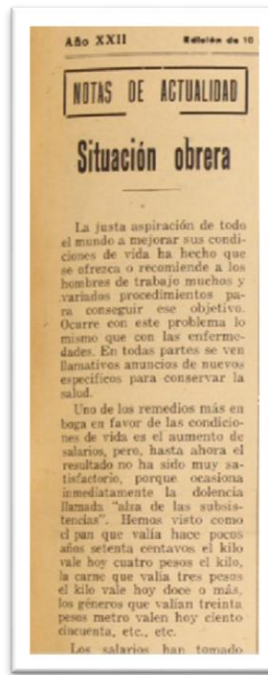 Año XXII Edición de 10
NOTAS DE ACTUALIDAD
Situación obrera
La justa aspiración de todo
el mundo a mejorar sus condi-
ciones de vida ha hecho que
se ofrezca o recomiende a los
hombres de trabajo muchos y
variados procedimientos pa-
ra conseguir ese objetivo.
Ocurre con este problema lo
mismo que con las enferme-
dades. En todas partes se ven
llamativos anuncios de nuevos
específicos para conservar la
salud.
Uno de los remedios más en
boga en favor de las condicio-
nes de vida es el aumento de
salarios, pero, hasta ahora el
resultado no ha sido muy sa-
tisfactorio, porque ocasiona
inmediatamente la dolencia
llamada "alza de las subsis-
tencias". Hemos visto como
el pan que valía hace pocos
años setenta centavos el kilo
vale hoy cuatro pesos el kilo,
la carne que valía tres pesos
el kilo vale hoy doce o más,
los géneros que valían treinta
pesos metro valen hoy ciento
cincuenta, etc., etc.
Los salarios han tomado